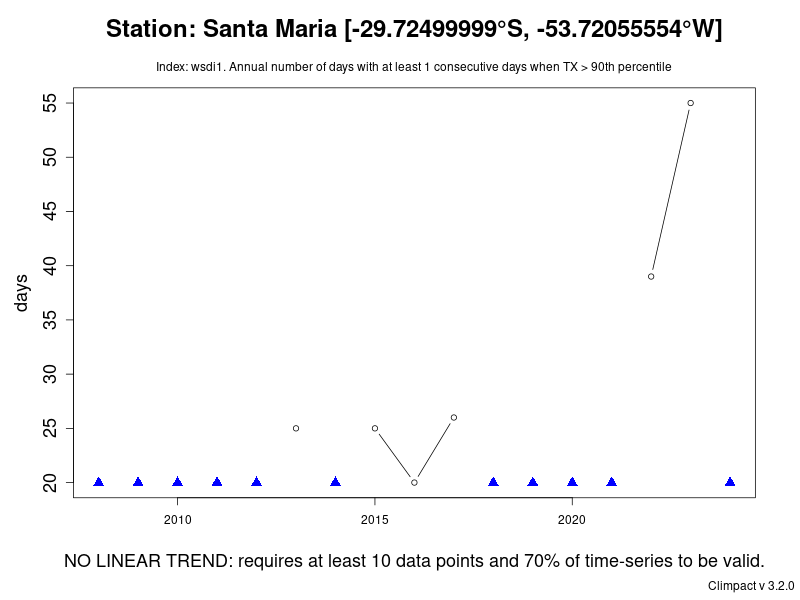 Station: Santa Maria [-29.72499999°S, -53.72055554°W]
Index: wsdi1. Annual number of days with at least 1 consecutive days when TX > 90th percentile
55
50
45
40
35
30
25
20
days
2010 2015 2020
NO LINEAR TREND: requires at least 10 data points and 70% of time-series to be valid.
Climpact v 3.2.0